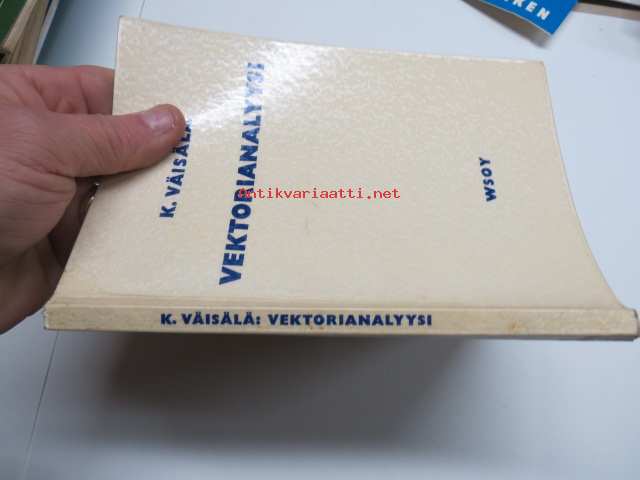 K. VÄISÄLÄ
VEKTORIANALYYSI
WSOY
K. VÄISÄLÄ: VEKTORIANALYYSI
antikvariaatti.net